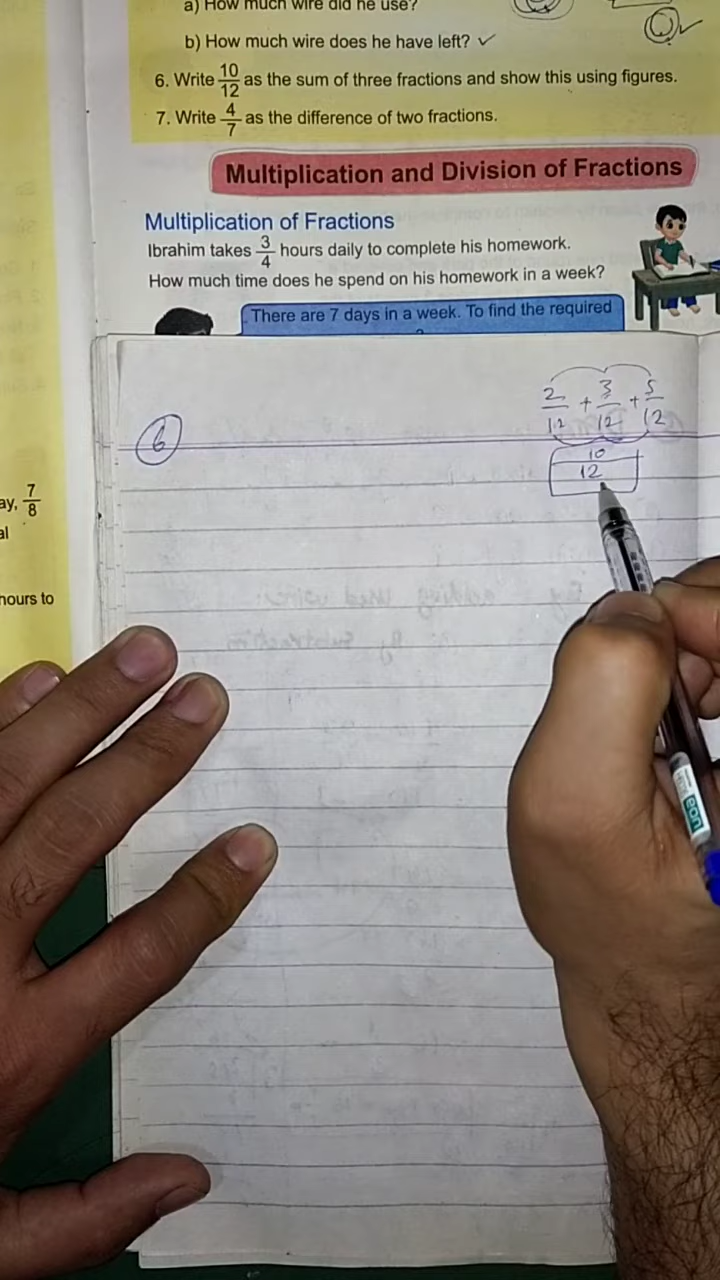 a) How much wire did he use?
b) How much wire does he have left? ✓
6. Write 10/12 as the sum of three fractions and show this using figures.
7. Write 4/7 as the difference of two fractions.
Multiplication and Division of Fractions
Multiplication of Fractions
Ibrahim takes 3/4 hours daily to complete his homework.
How much time does he spend on his homework in a week?
There are 7 days in a week. To find the required
6
2/12 + 3/12 + 5/12
10/12
ay, 7/8
al
hours to